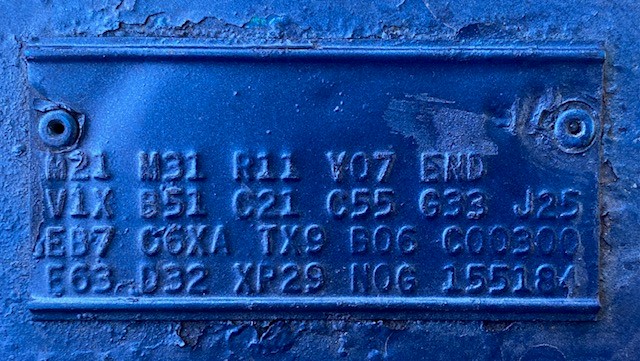 M21 M31 R11 Y07 END
V1X B51 C21 C55 G33 J25
EB7 C6XA TX9 B06 C00300
E63 D32 XP29 N0G 155184